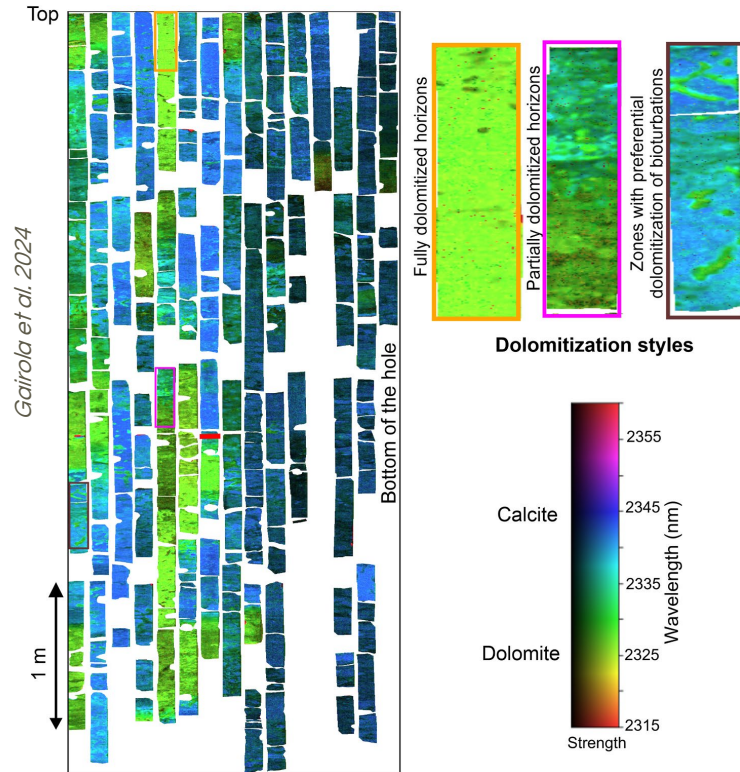 Top
Gairola et al. 2024
Bottom of the hole
1 m
Fully dolomitized horizons
Partially dolomitized horizons
Zones with preferential
dolomitization of bioturbations
Dolomitization styles
Calcite
Dolomite
2355
2345
2335
2325
2315
Wavelength (nm)
Strength